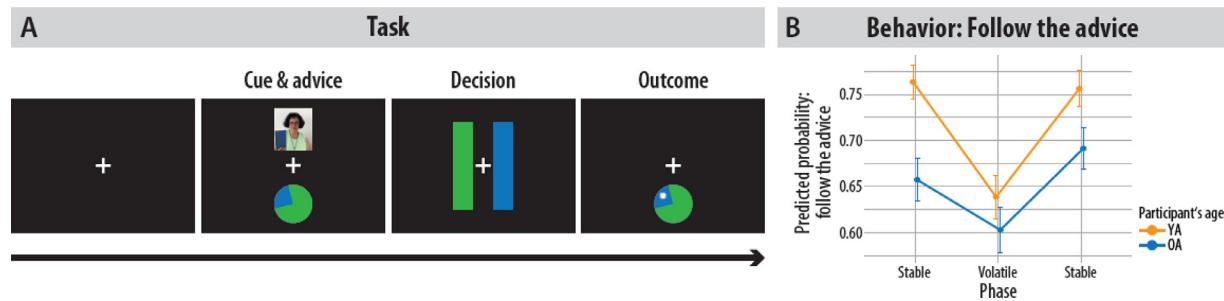 A
Task
Cue & advice
Decision
Outcome
B
Behavior: Follow the advice
Predicted probability:
follow the advice
0.75
0.70
0.65
0.60
Stable
Volatile
Stable
Phase
Participant's age
YA
OA